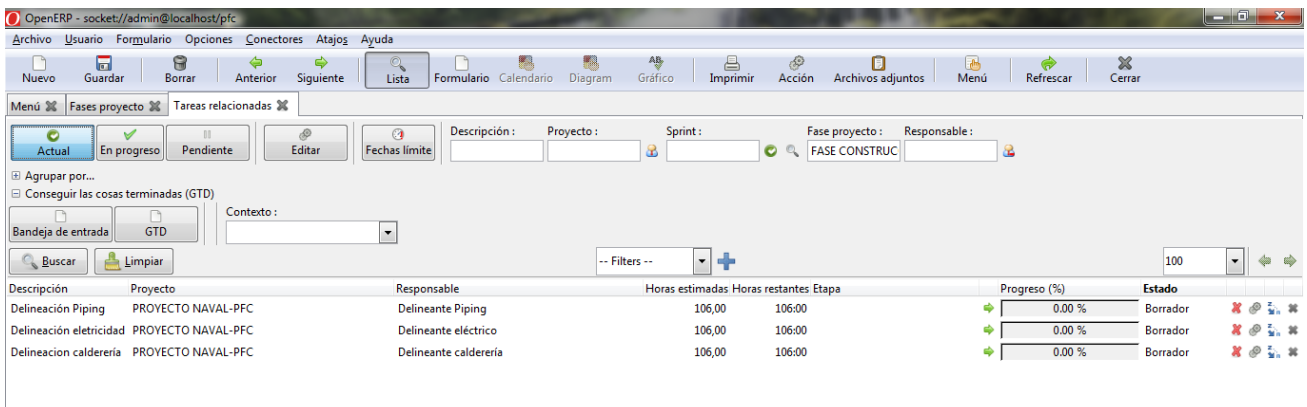 OpenERP - socket://admin@localhost/pfc
Archivo Usuario Formulario Opciones Conectores Atajos Ayuda
Nuevo Guardar Borrar Anterior Siguiente Lista Formulario Calendario Diagram Gráfico Imprimir Acción Archivos adjuntos Menú Refrescar Cerrar
Menú Fases proyecto Tareas relacionadas
Actual En progreso Pendiente Editar Fechas límite Descripción : Proyecto : Sprint : Fase proyecto : Responsable :
FASE CONSTRUC
Agrupar por...
Conseguir las cosas terminadas (GTD)
Bandeja de entrada GTD Contexto :
Buscar Limpiar -- Filters -- 100
Descripción Proyecto Responsable Horas estimadas Horas restantes Etapa Progreso (%) Estado
Delineación Piping PROYECTO NAVAL-PFC Delineante Piping 106,00 106:00 0.00 % Borrador
Delineación eletricidad PROYECTO NAVAL-PFC Delineante eléctrico 106,00 106:00 0.00 % Borrador
Delineacion calderería PROYECTO NAVAL-PFC Delineante calderería 106,00 106:00 0.00 % Borrador